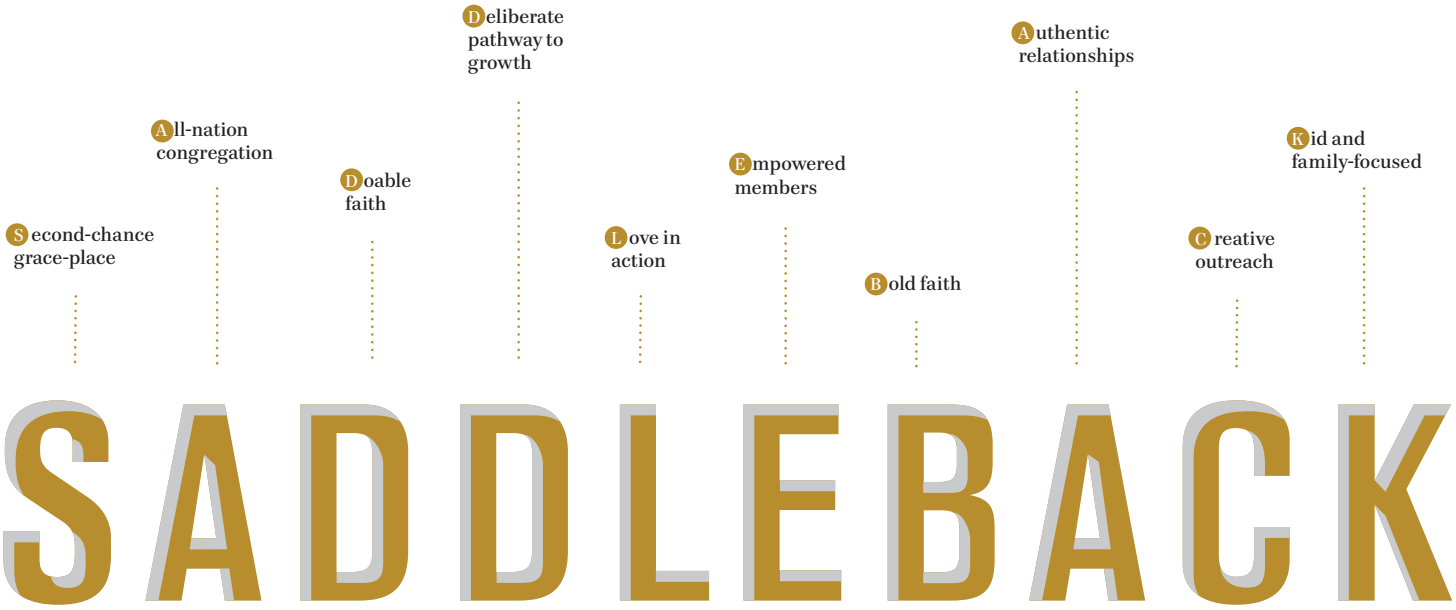 Second-chance
grace-place
All-nation
congregation
Doable
faith
Deliberate
pathway to
growth
Love in
action
Empowered
members
Bold faith
Authentic
relationships
Creative
outreach
Kid and
family-focused
SADDLEBACK